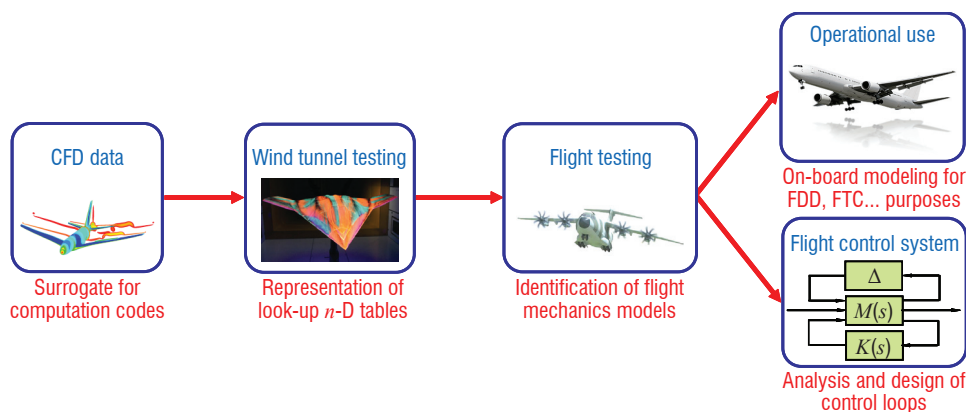 CFD data
Surrogate for
computation codes
Wind tunnel testing
Representation of
look-up n-D tables
Flight testing
Identification of flight
mechanics models
Operational use
On-board modeling for
FDD, FTC... purposes
Flight control system
Δ
M(s)
K(s)
Analysis and design of
control loops